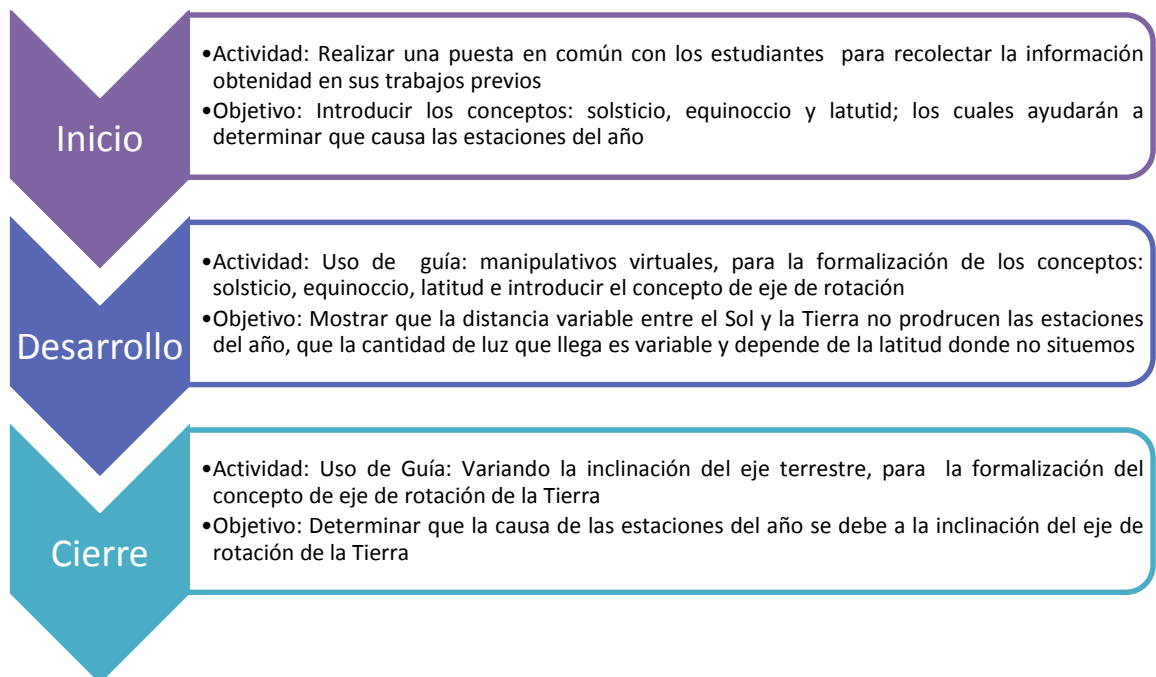 Inicio
•Actividad: Realizar una puesta en común con los estudiantes para recolectar la información
obtenidad en sus trabajos previos
•Objetivo: Introducir los conceptos: solsticio, equinoccio y latutid; los cuales ayudarán a
determinar que causa las estaciones del año
Desarrollo
•Actividad: Uso de guía: manipulativos virtuales, para la formalización de los conceptos:
solsticio, equinoccio, latitud e introducir el concepto de eje de rotación
•Objetivo: Mostrar que la distancia variable entre el Sol y la Tierra no prodrucen las estaciones
del año, que la cantidad de luz que llega es variable y depende de la latitud donde no situemos
Cierre
•Actividad: Uso de Guía: Variando la inclinación del eje terrestre, para la formalización del
concepto de eje de rotación de la Tierra
•Objetivo: Determinar que la causa de las estaciones del año se debe a la inclinación del eje de
rotación de la Tierra